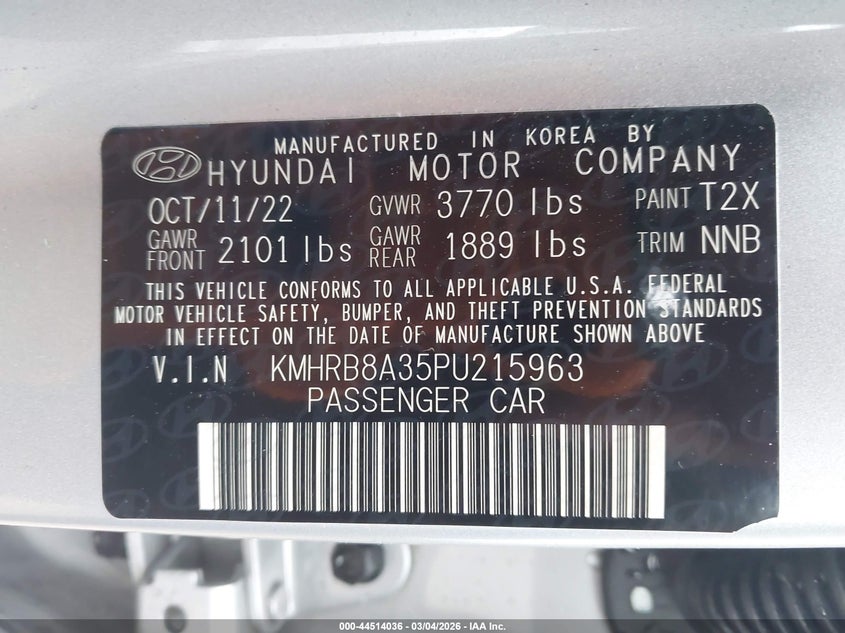 MANUFACTURED IN KOREA BY
HYUNDAI MOTOR COMPANY
OCT/11/22 GVWR 3770 lbs PAINT T2X
GAWR FRONT 2101 lbs GAWR REAR 1889 lbs TRIM NNB
THIS VEHICLE CONFORMS TO ALL APPLICABLE U.S.A. FEDERAL
MOTOR VEHICLE SAFETY, BUMPER, AND THEFT PREVENTION STANDARDS
IN EFFECT ON THE DATE OF MANUFACTURE SHOWN ABOVE
V.I.N KMHRB8A35PU215963
PASSENGER CAR
000-44514036 - 03/04/2026 - IAA Inc.